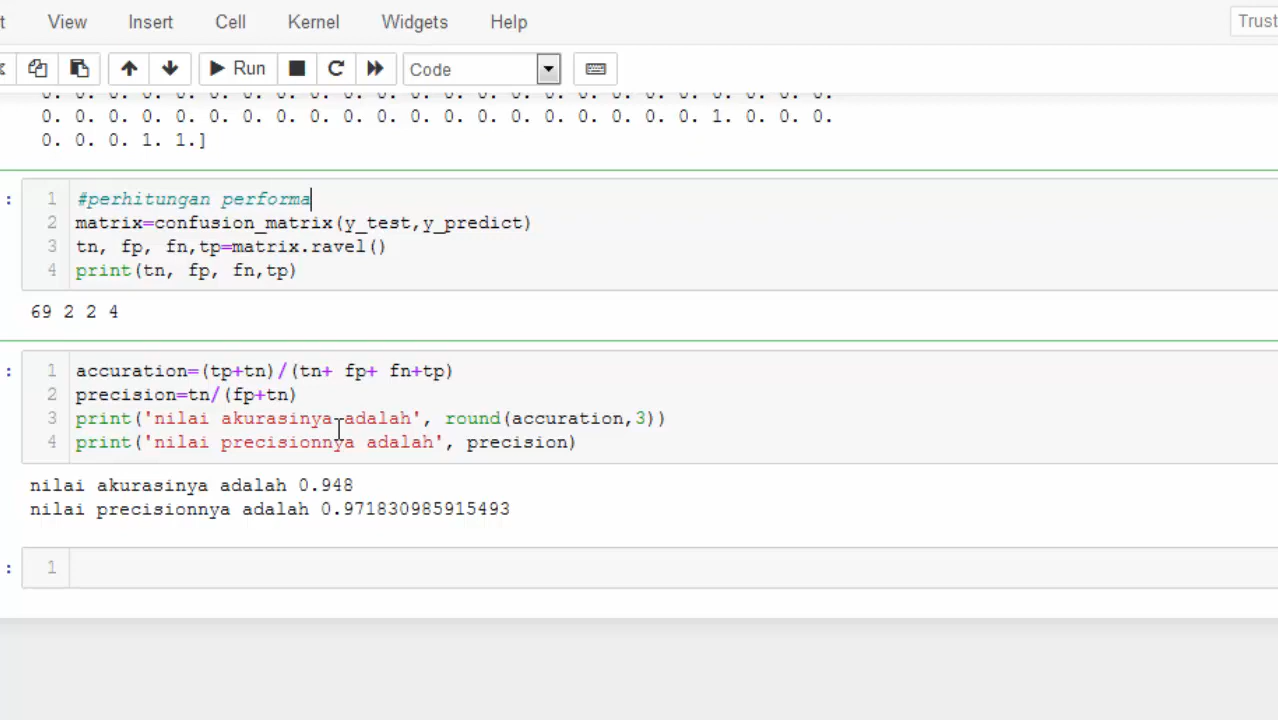 t View Insert Cell Kernel Widgets Help Trust
Run Code
0. 0. 0. 0. 0. 0. 0. 0. 0. 0. 0. 0. 0. 0. 0. 0. 0. 0. 0. 0. 0. 0. 0. 0.
0. 0. 0. 0. 0. 0. 0. 0. 0. 0. 0. 0. 0. 0. 0. 0. 0. 0. 0. 0. 1. 0. 0. 0.
0. 0. 0. 1. 1.]
: 1 #perhitungan performa
2 matrix=confusion_matrix(y_test,y_predict)
3 tn, fp, fn,tp=matrix.ravel()
4 print(tn, fp, fn,tp)
69 2 2 4
: 1 accuration=(tp+tn)/(tn+ fp+ fn+tp)
2 precision=tn/(fp+tn)
3 print('nilai akurasinya adalah', round(accuration,3))
4 print('nilai precisionnya adalah', precision)
nilai akurasinya adalah 0.948
nilai precisionnya adalah 0.971830985915493
: 1